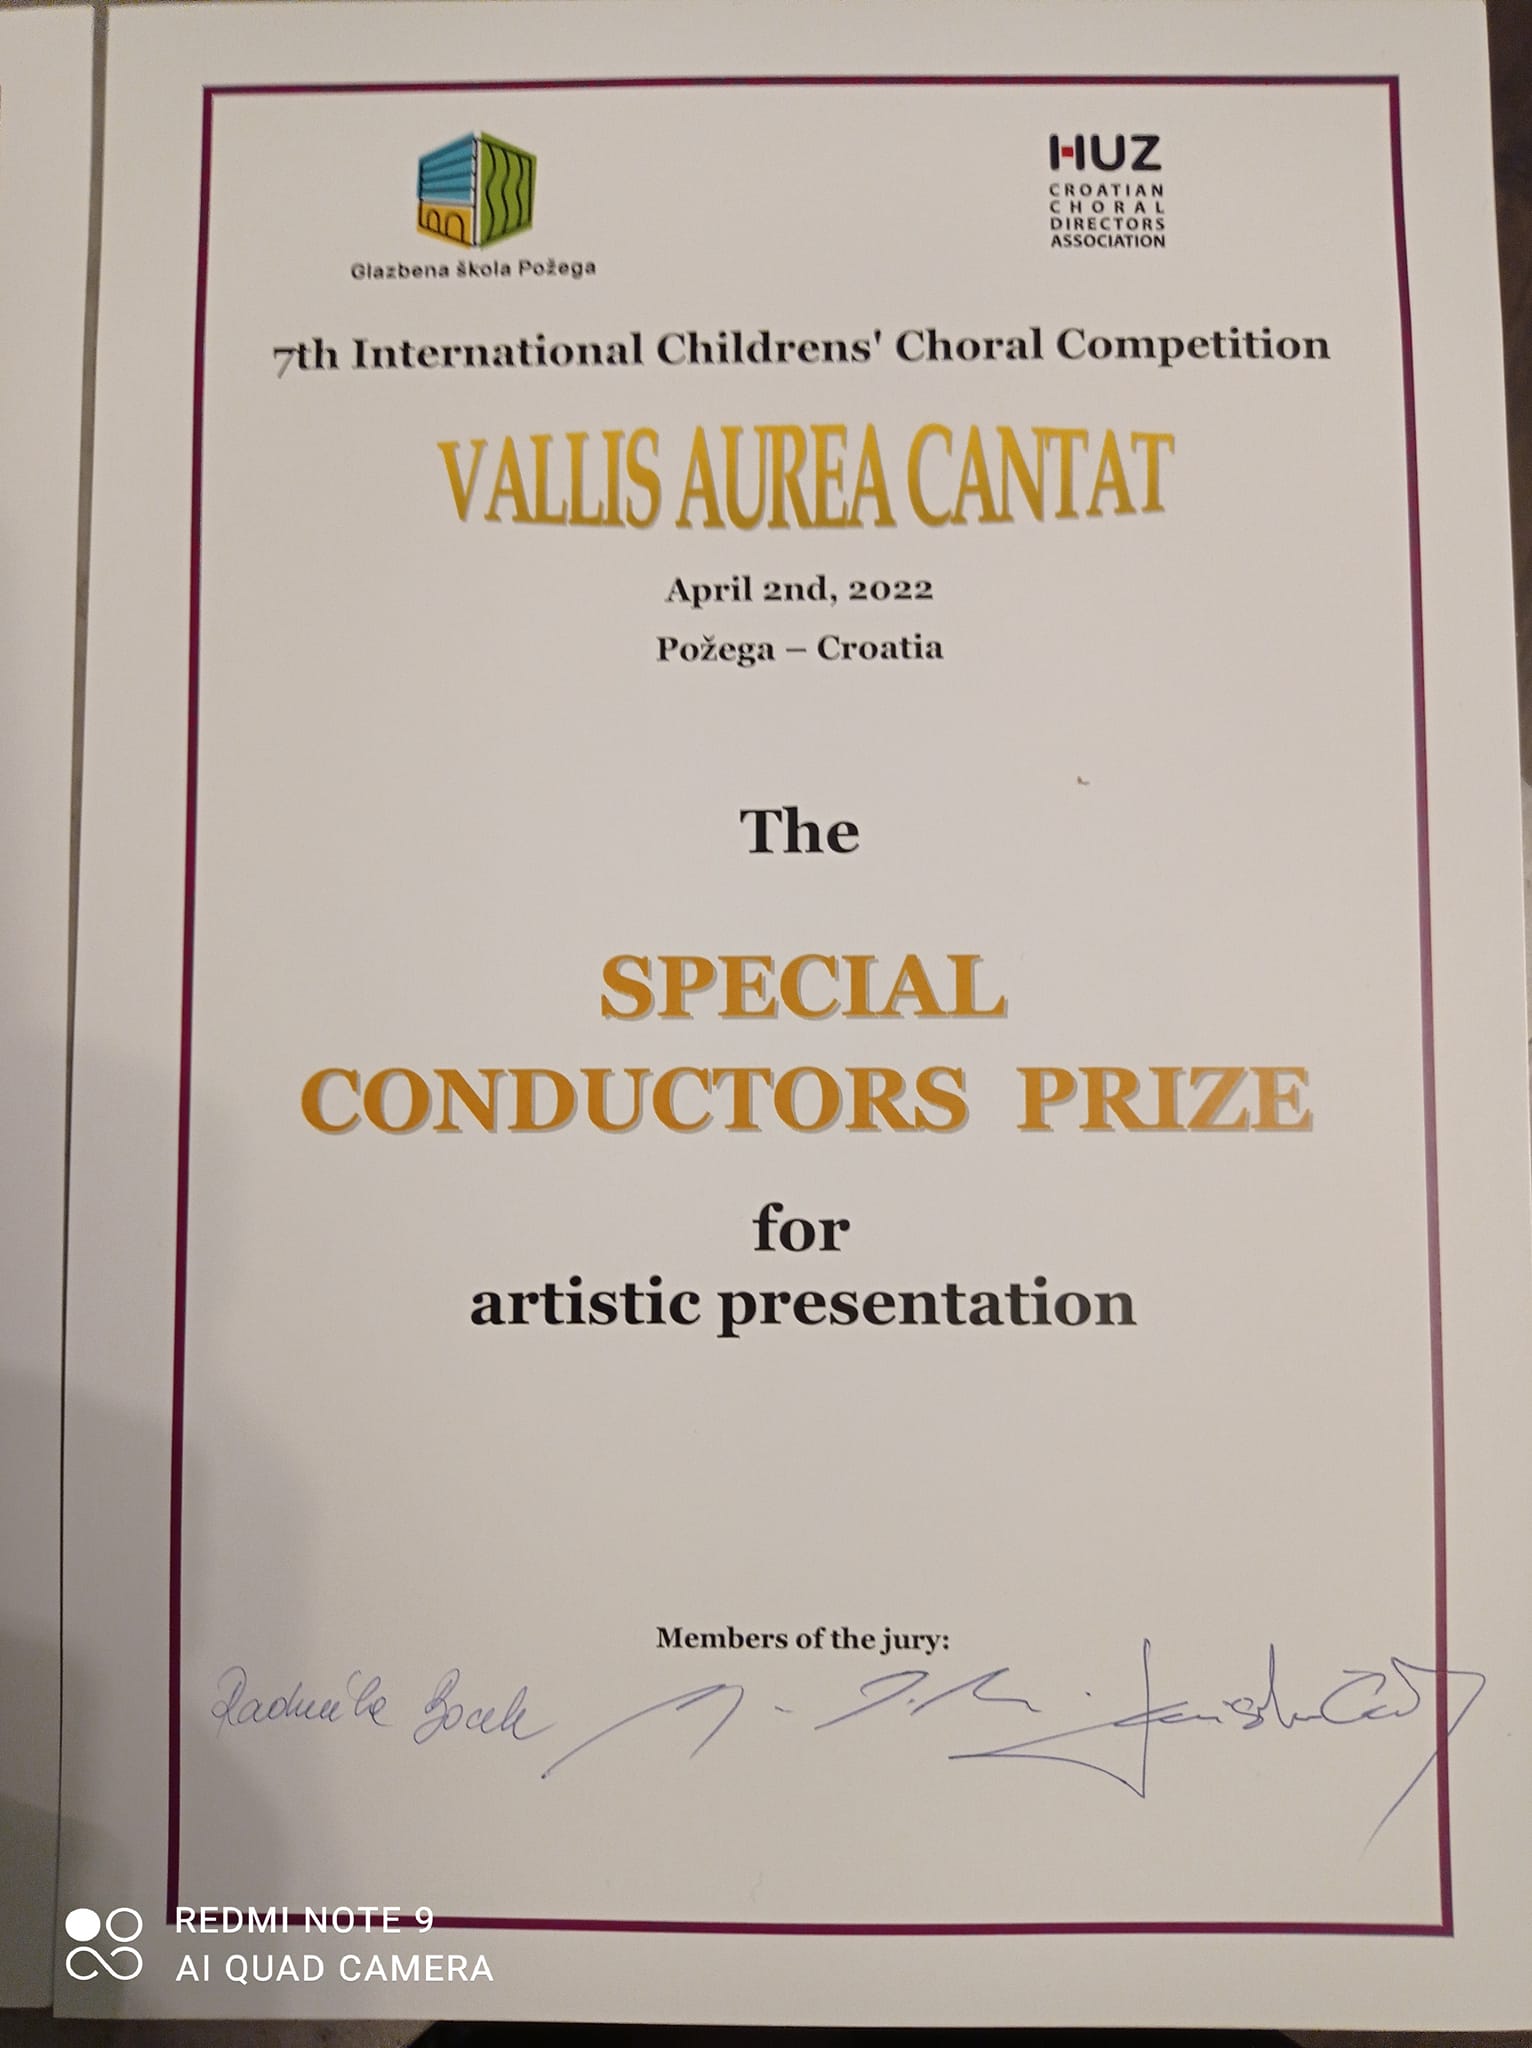 Glazbena škola Požega
HUZ
CROATIAN
CHORAL
DIRECTORS
ASSOCIATION
7th International Childrens' Choral Competition
VALLIS AUREA CANTAT
April 2nd, 2022
Požega – Croatia
The
SPECIAL
CONDUCTORS PRIZE
for
artistic presentation
Members of the jury:
REDMI NOTE 9
AI QUAD CAMERA